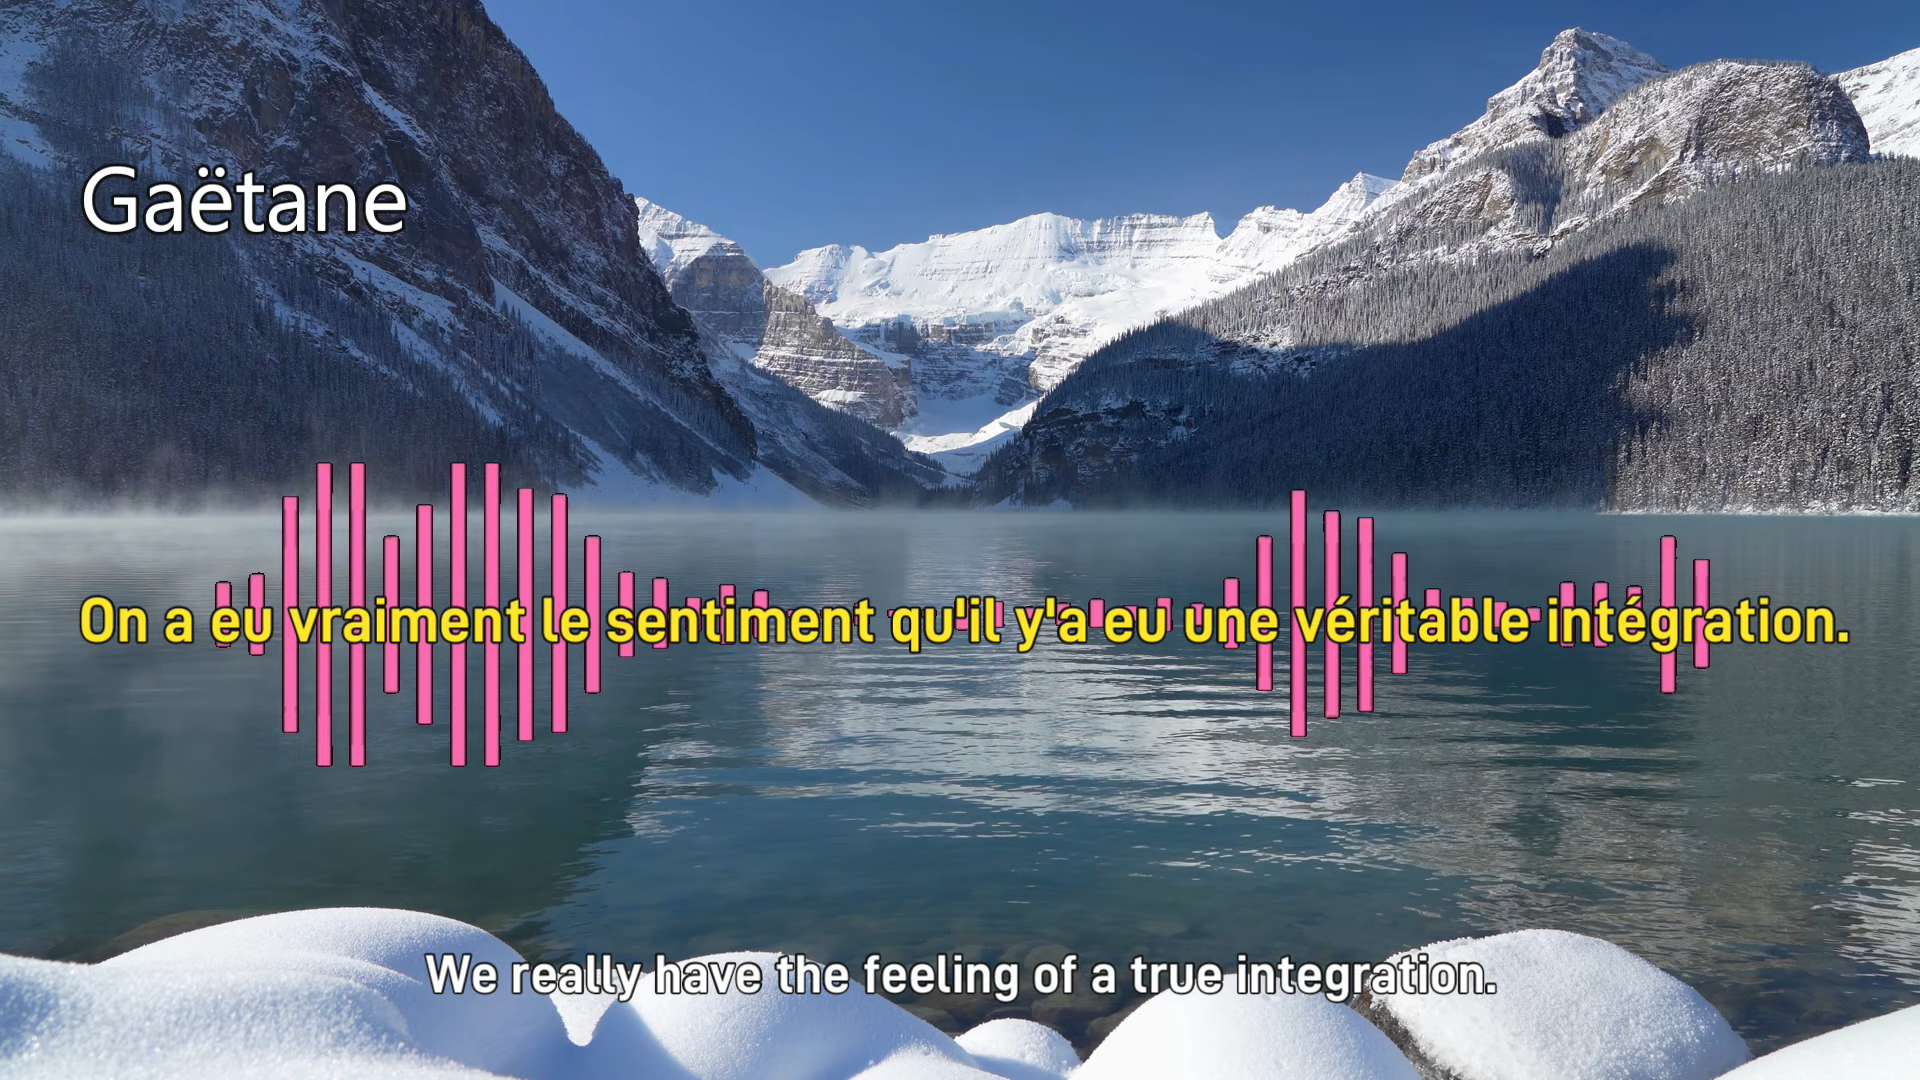 Gaëtane
On a eu vraiment le sentiment qu'il y'a eu une véritable intégration.
We really have the feeling of a true integration.